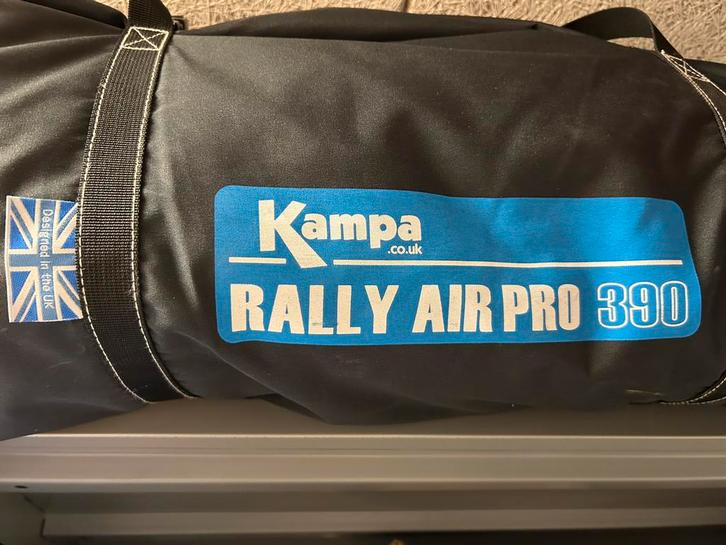 Kampa
.co.uk
RALLY AIR PRO 390
Designed in the UK